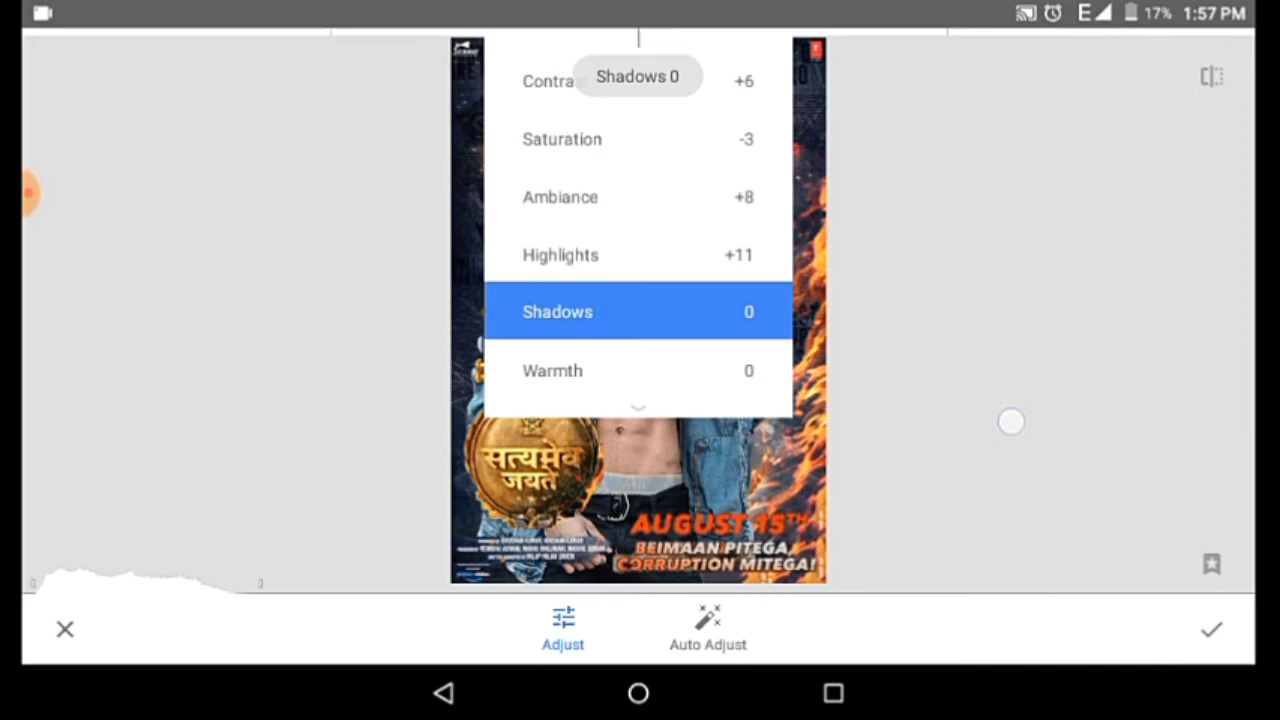 E 17% 1:57 PM
Contra
Shadows 0
+6
Saturation -3
Ambiance +8
Highlights +11
Shadows 0
Warmth 0
सत्यमेव
जयते
AUGUST 15TH
BEIMAAN PITEGA,
CORRUPTION MITEGA!
Adjust
Auto Adjust